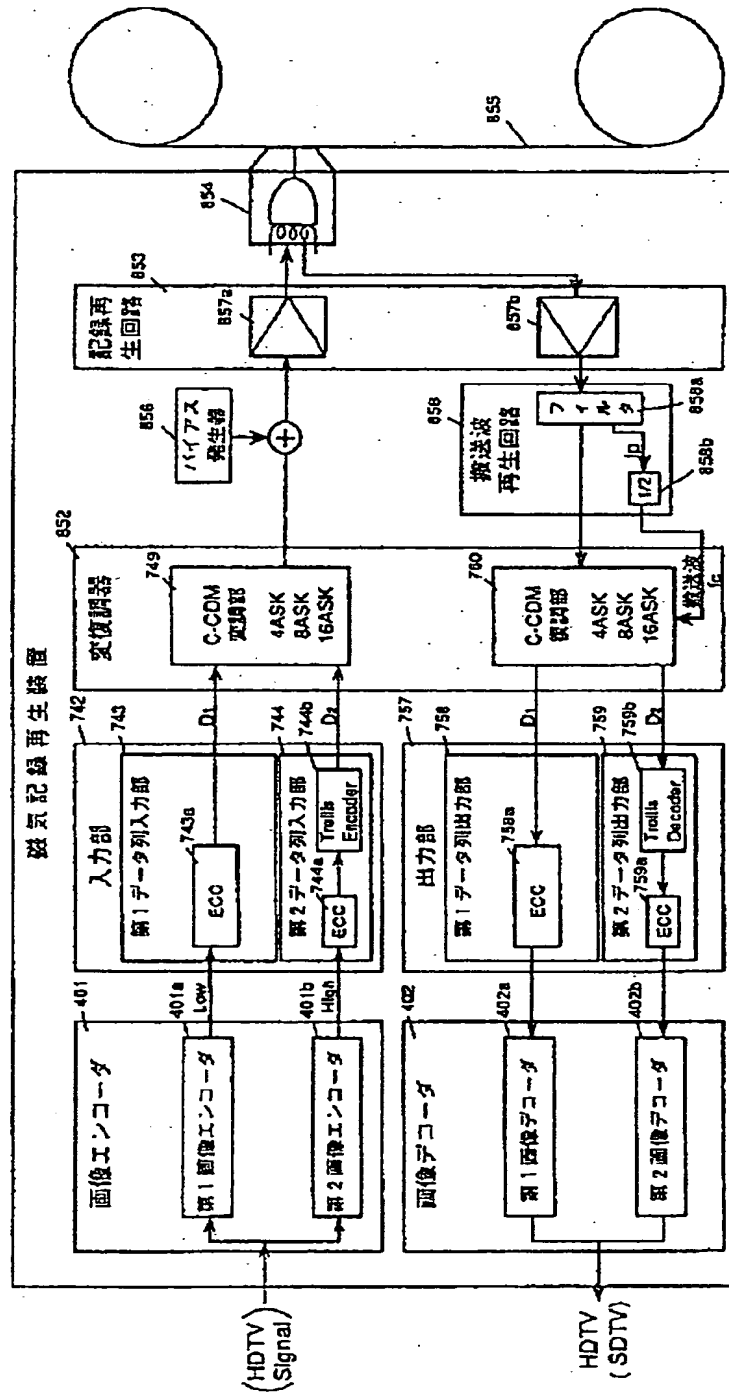 磁気記録再生装置
(HDTV Signal)
401
画像エンコーダ
401a
Low
第1画像エンコーダ
401b
High
第2画像エンコーダ
742
入力部
743
第1データ列入力部
743a
ECC
D1
744
第2データ列入力部
744a
ECC
744b
Trellis
Encoder
D2
852
変復調器
749
C-CDM
変調部
4ASK
8ASK
16ASK
856
バイアス
発生器
+
853
記録再
生回路
857a
854
855
857b
858
搬送波
再生回路
フィルタ
858a
fp
1/2
858b
搬送波
fc
760
C-CDM
復調部
4ASK
8ASK
16ASK
D1
D2
757
出力部
758
第1データ列出力部
758a
ECC
759
第2データ列出力部
759b
Trellis
Decoder
759a
ECC
402
画像デコーダ
402a
第1画像デコーダ
402b
第2画像デコーダ
HDTV
(SDTV)